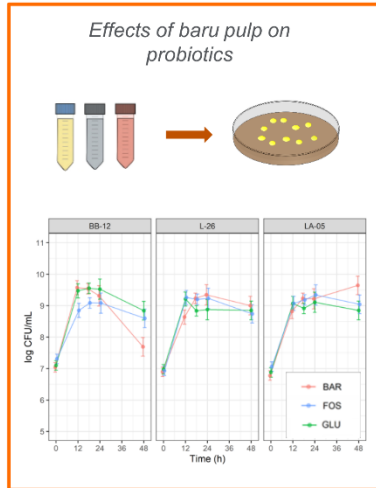 Effects of baru pulp on
probiotics
BB-12 L-26 LA-05
11
10
9
8
7
6
5
log CFU/mL
BAR
FOS
GLU
0 12 24 36 48 0 12 24 36 48 0 12 24 36 48
Time (h)